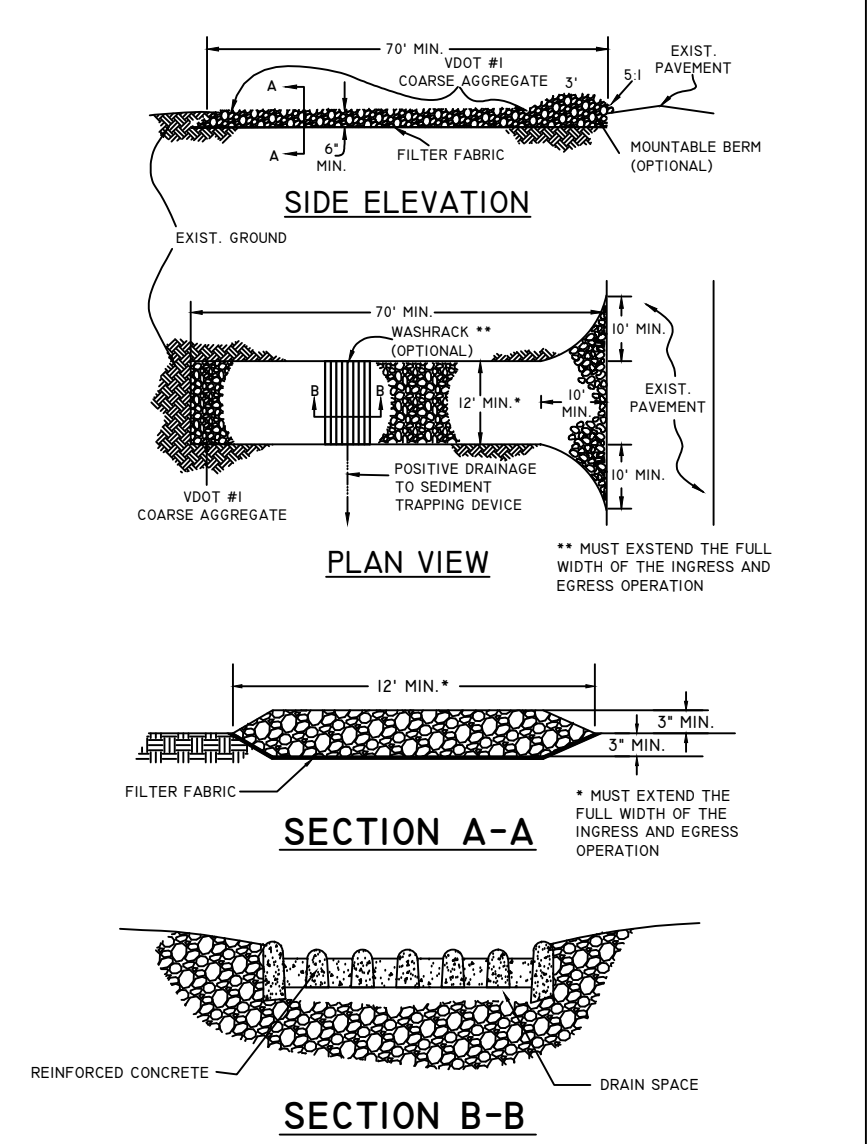 70' MIN.
VDOT #1
COARSE AGGREGATE
3'
5:1
EXIST.
PAVEMENT
A
A
6"
MIN.
FILTER FABRIC
MOUNTABLE BERM
(OPTIONAL)
SIDE ELEVATION
EXIST. GROUND
70' MIN.
WASHRACK **
(OPTIONAL)
10' MIN.
B
B
12' MIN.*
10'
MIN.
EXIST.
PAVEMENT
10' MIN.
POSITIVE DRAINAGE
TO SEDIMENT
TRAPPING DEVICE
VDOT #1
COARSE AGGREGATE
PLAN VIEW
** MUST EXSTEND THE FULL
WIDTH OF THE INGRESS AND
EGRESS OPERATION
12' MIN.*
3" MIN.
3" MIN.
FILTER FABRIC
SECTION A-A
* MUST EXTEND THE
FULL WIDTH OF THE
INGRESS AND EGRESS
OPERATION
REINFORCED CONCRETE
DRAIN SPACE
SECTION B-B